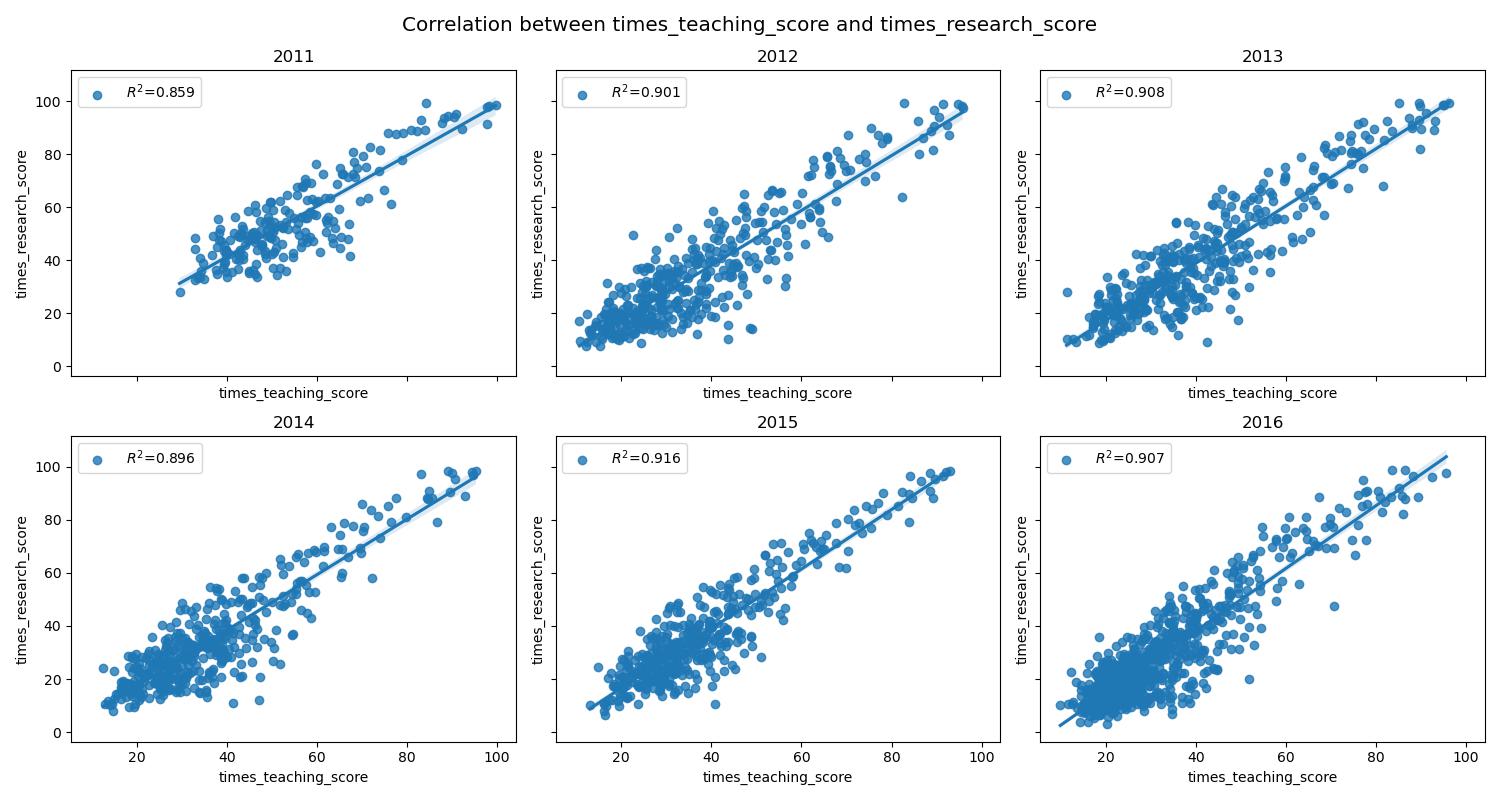 Correlation between times_teaching_score and times_research_score
2011
2012
2013
R²=0.859
R²=0.901
R²=0.908
100
80
60
40
20
0
times_research_score
times_research_score
times_research_score
times_teaching_score
times_teaching_score
times_teaching_score
2014
2015
2016
R²=0.896
R²=0.916
R²=0.907
100
80
60
40
20
0
times_research_score
times_research_score
times_research_score
20 40 60 80 100
20 40 60 80 100
20 40 60 80 100
times_teaching_score
times_teaching_score
times_teaching_score